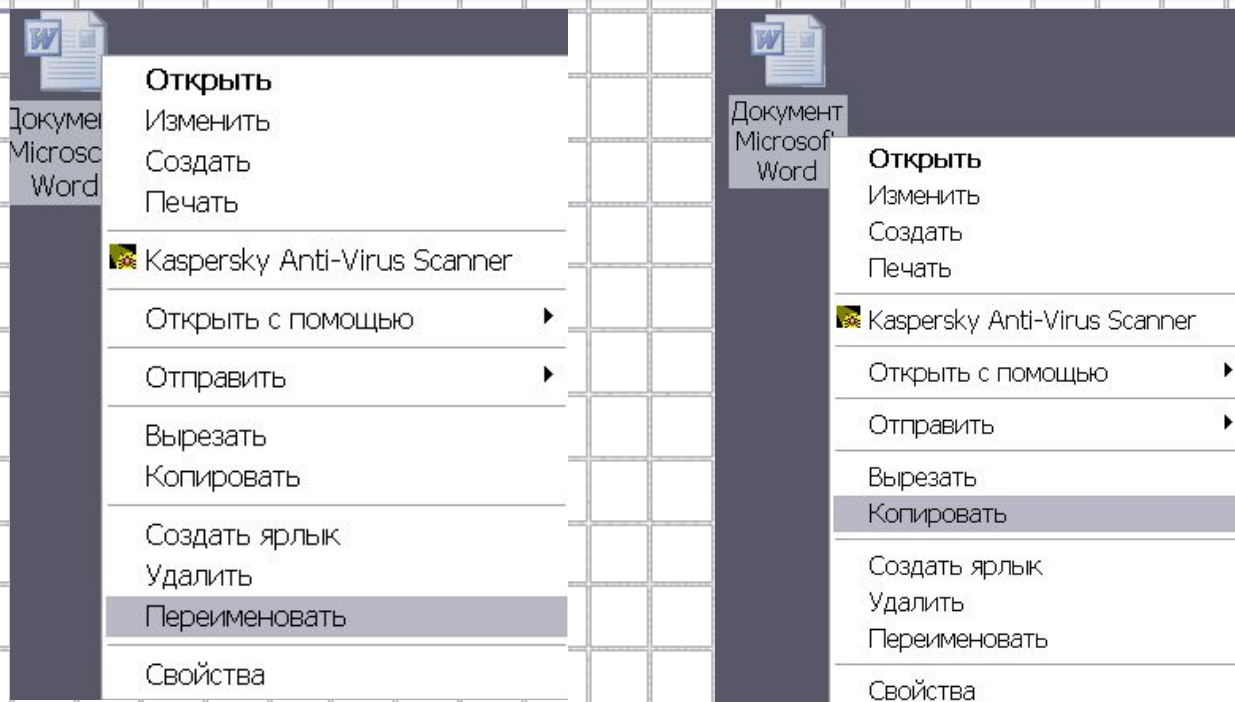 Microsc
Word
Открыть
Изменить
Создать
Печать
Kaspersky Anti-Virus Scanner
Открыть с помощью
Отправить
Вырезать
Копировать
Создать ярлык
Удалить
Переименовать
Свойства
Документ
Microsof
Word
Открыть
Изменить
Создать
Печать
Kaspersky Anti-Virus Scanner
Открыть с помощью
Отправить
Вырезать
Копировать
Создать ярлык
Удалить
Переименовать
Свойства